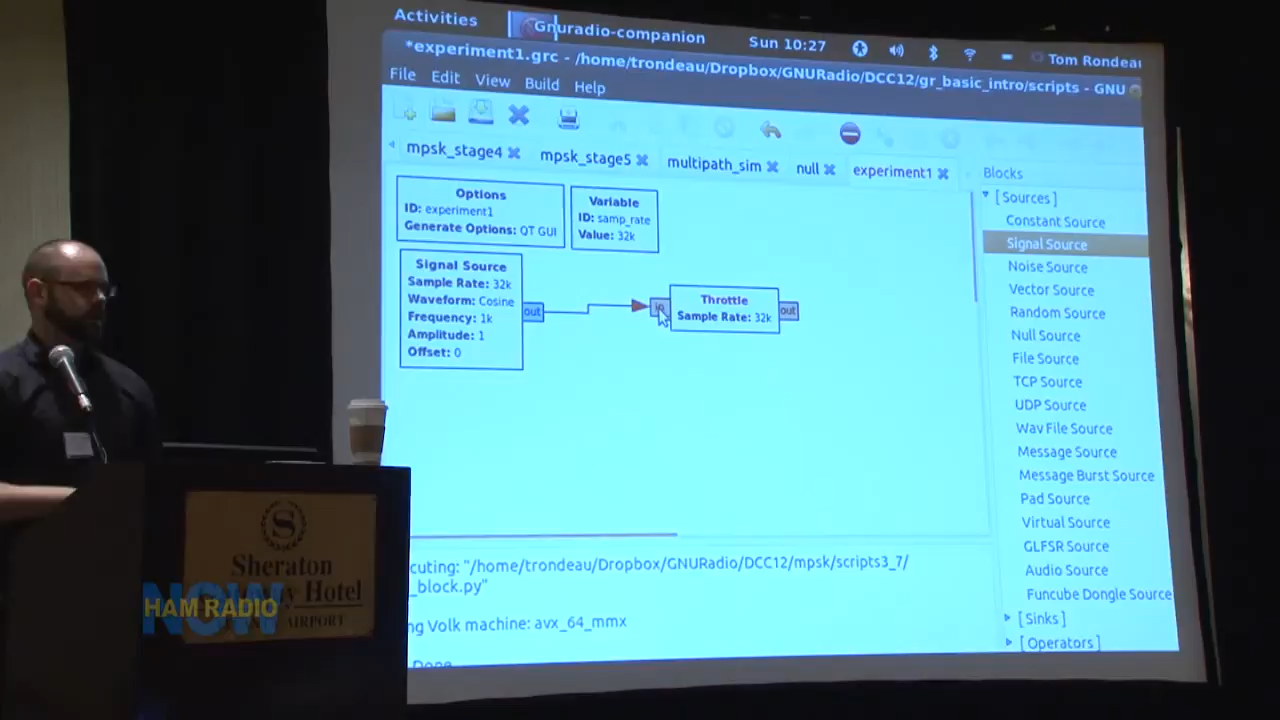 Activities
Gnuradio-companion
Sun 10:27
Tom Rondeau
*experiment1.grc - /home/trondeau/Dropbox/GNURadio/DCC12/gr_basic_intro/scripts - GNU
File Edit View Build Help
mpsk_stage4 mpsk_stage5 multipath_sim null experiment1
Options
ID: experiment1
Generate Options: QT GUI
Variable
ID: samp_rate
Value: 32k
Signal Source
Sample Rate: 32k
Waveform: Cosine
Frequency: 1k
Amplitude: 1
Offset: 0
out
in
Throttle
Sample Rate: 32k
out
Blocks
[ Sources ]
Constant Source
Signal Source
Noise Source
Vector Source
Random Source
Null Source
File Source
TCP Source
UDP Source
Wav File Source
Message Source
Message Burst Source
Pad Source
Virtual Source
GLFSR Source
Audio Source
Funcube Dongle Source
[ Sinks ]
[ Operators ]
cuting: "/home/trondeau/Dropbox/GNURadio/DCC12/mpsk/scripts3_7/
_block.py"
ng Volk machine: avx_64_mmx
Done
S
Sheraton
Hotel
AIRPORT
NOW
HAM RADIO